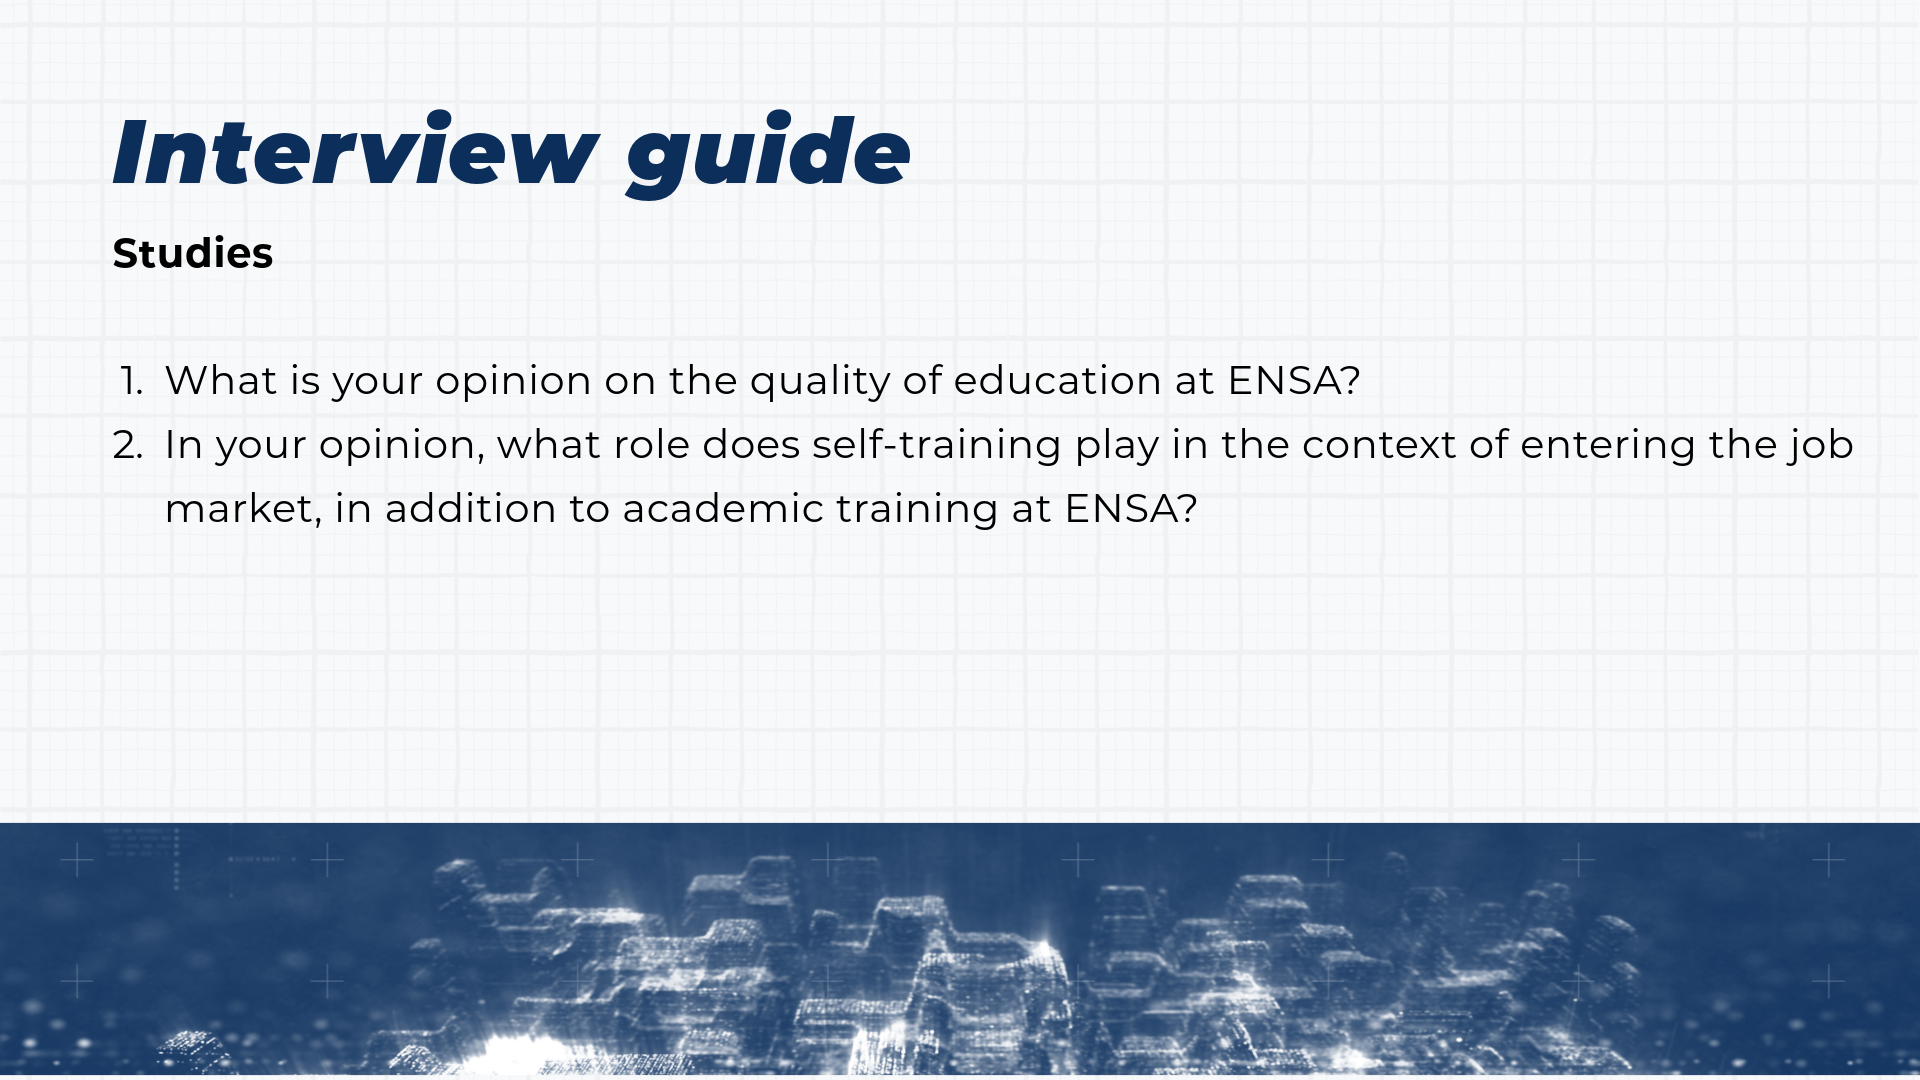 Interview guide
Studies
1. What is your opinion on the quality of education at ENSA?
2. In your opinion, what role does self-training play in the context of entering the job
market, in addition to academic training at ENSA?